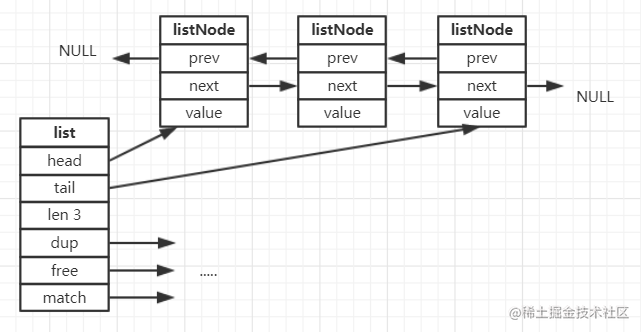 listNode listNode listNode
NULL prev prev prev
next next next NULL
value value value
list
head
tail
len 3
dup
free .....
match
@稀土掘金技术社区